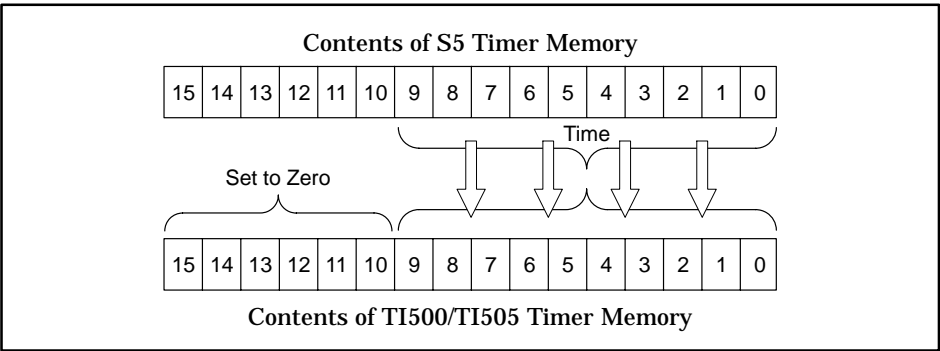 Contents of S5 Timer Memory
15 14 13 12 11 10 9 8 7 6 5 4 3 2 1 0
Time
Set to Zero
15 14 13 12 11 10 9 8 7 6 5 4 3 2 1 0
Contents of TI500/TI505 Timer Memory